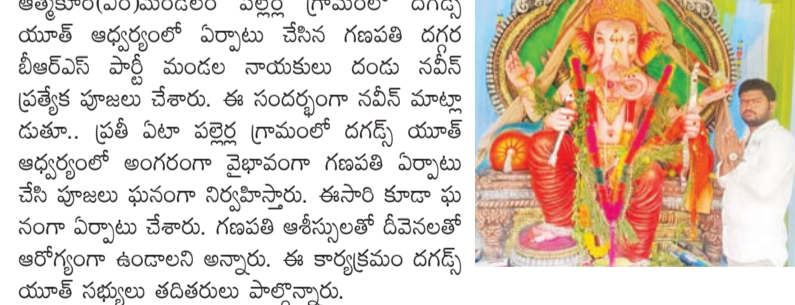 ఆత్మకూర్(ఎం)మండలం పల్లెర్ల గ్రామంలో దగడ్స్
యూత్ ఆధ్వర్యంలో ఏర్పాటు చేసిన గణపతి దగ్గర
బీఆర్ఎస్ పార్టీ మండల నాయకులు దండు నవీన్
ప్రత్యేక పూజలు చేశారు. ఈ సందర్భంగా నవీన్ మాట్లా
డుతూ.. ప్రతీ ఏటా పల్లెర్ల గ్రామంలో దగడ్స్ యూత్
ఆధ్వర్యంలో అంగరంగా వైభావంగా గణపతి ఏర్పాటు
చేసి పూజలు ఘనంగా నిర్వహిస్తారు. ఈసారి కూడా ఘ
నంగా ఏర్పాటు చేశారు. గణపతి ఆశీస్సులతో దీవెనలతో
ఆరోగ్యంగా ఉండాలని అన్నారు. ఈ కార్యక్రమం దగడ్స్
యూత్ సభ్యులు తదితరులు పాల్గొన్నారు.